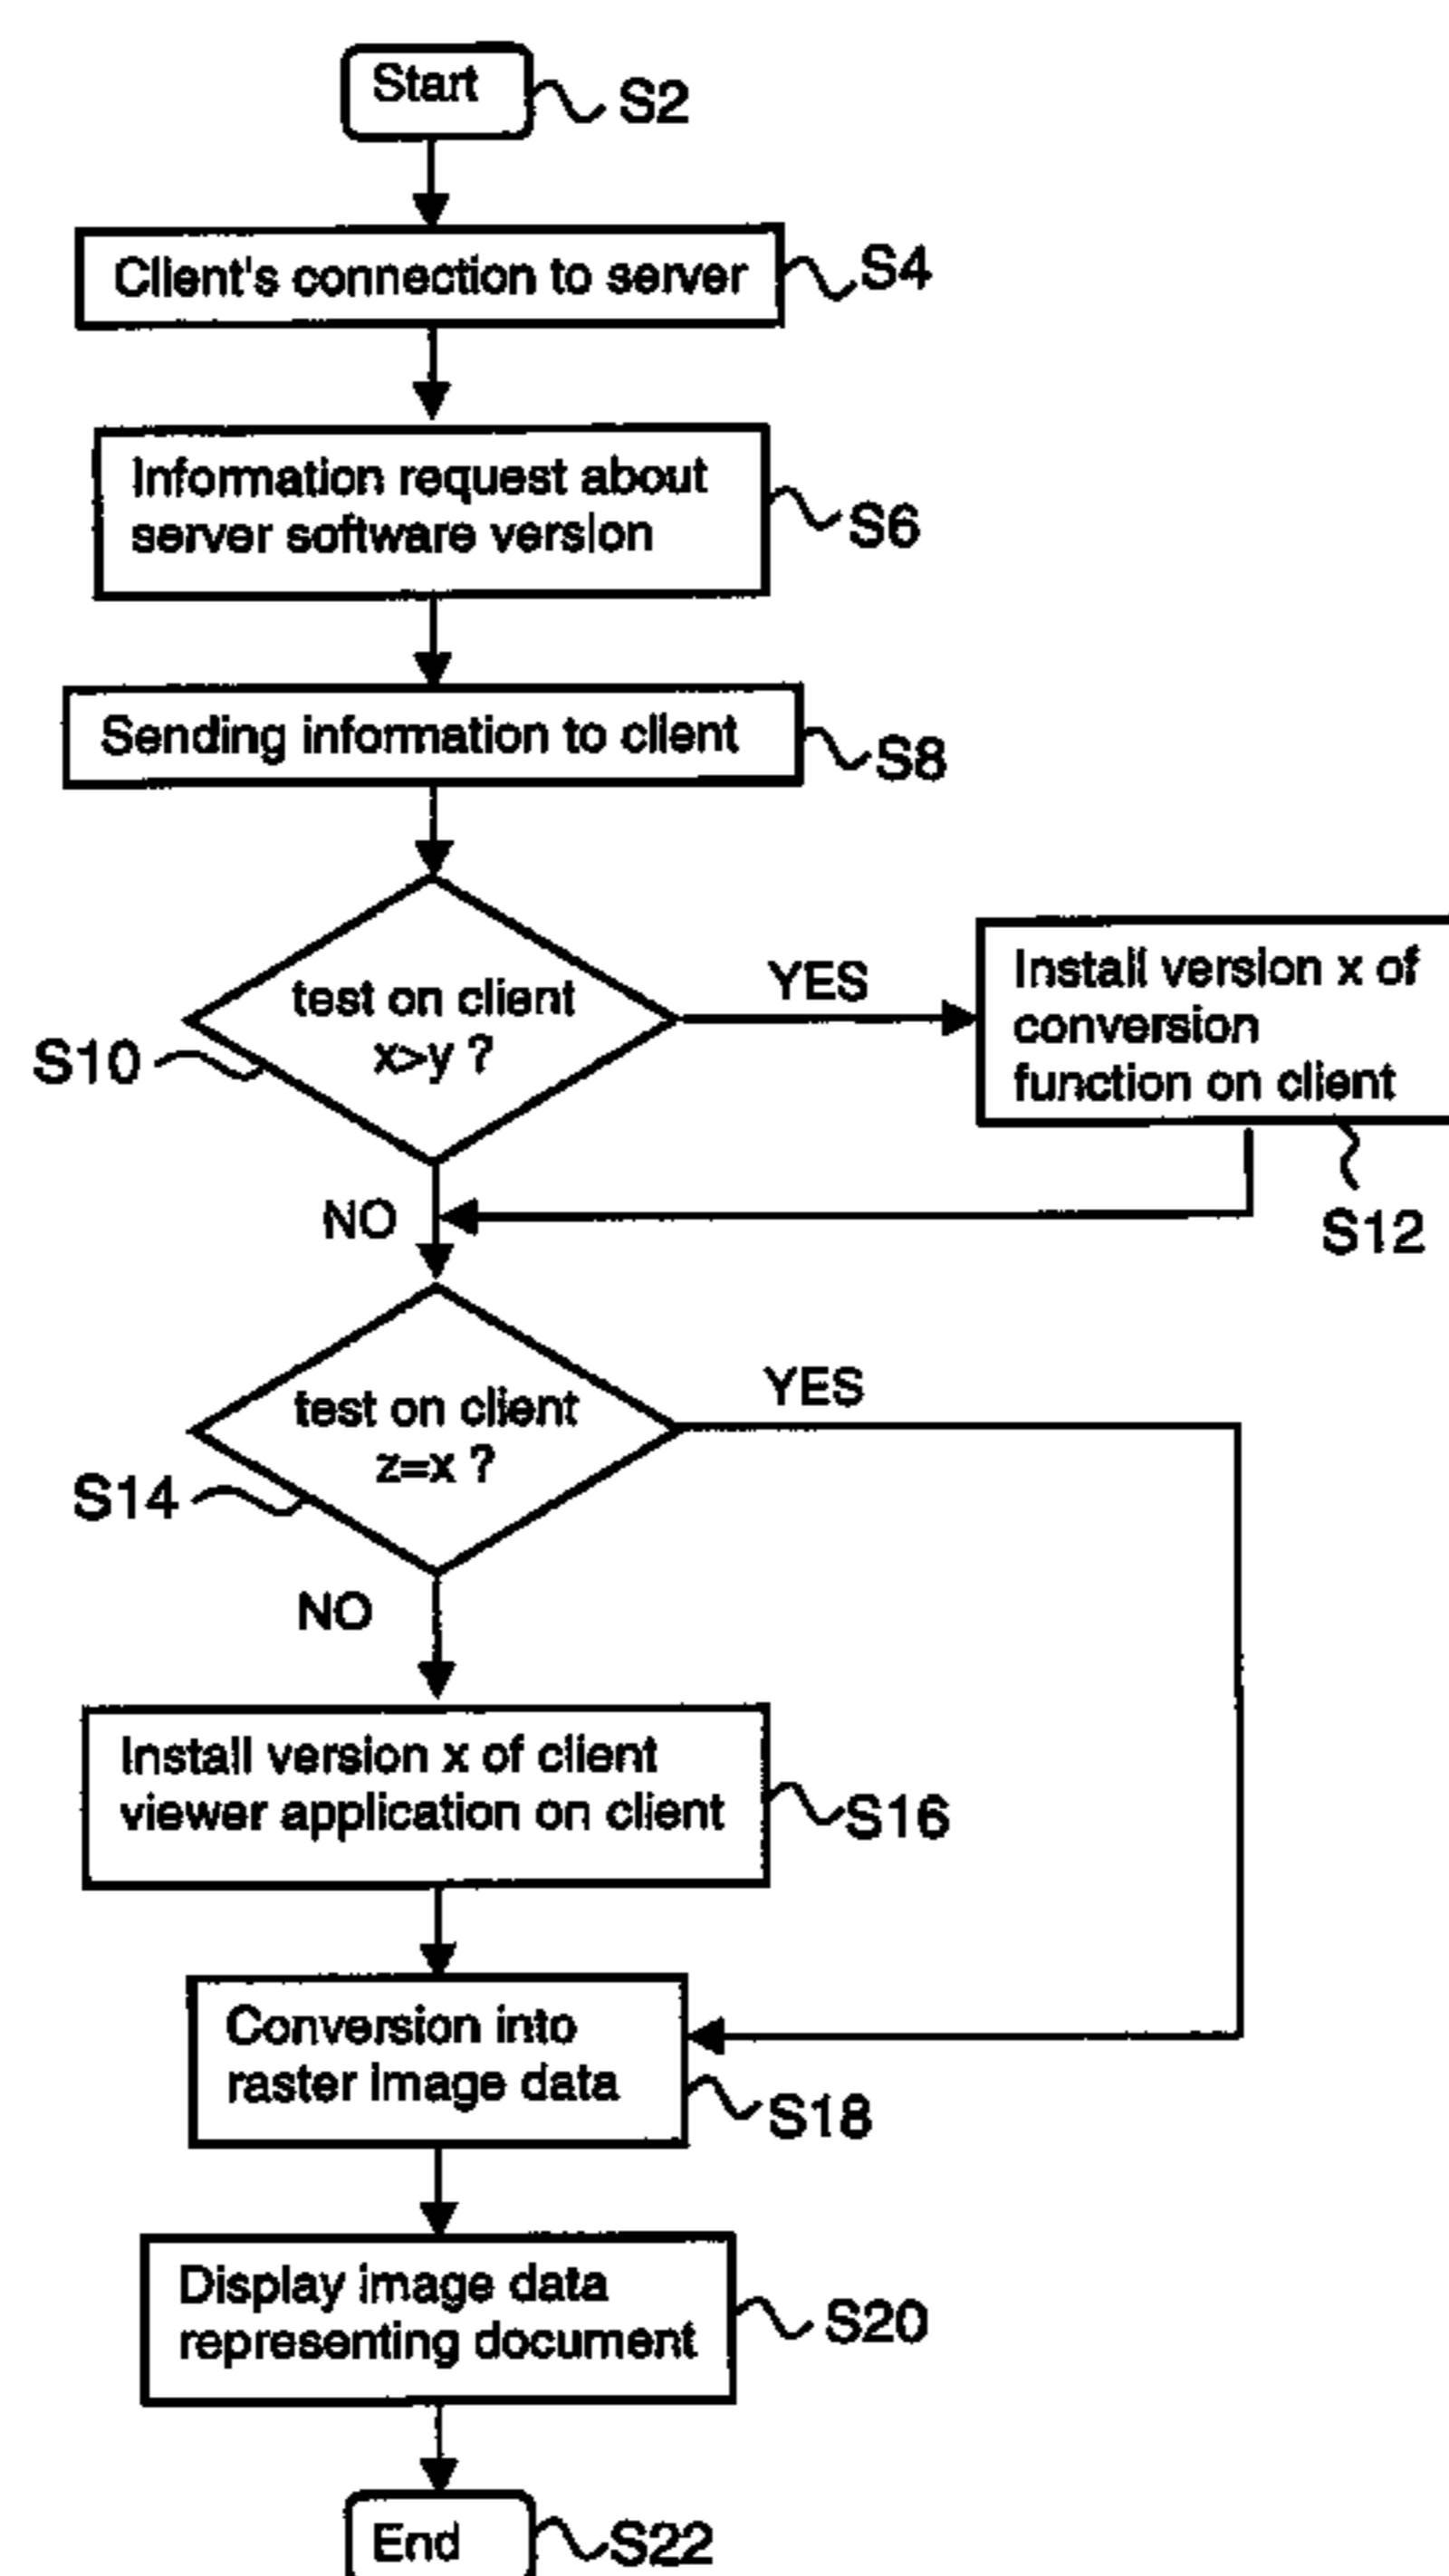 Start
S2
Client's connection to server
S4
Information request about
server software version
S6
Sending information to client
S8
test on client
x>y ?
S10
YES
Install version x of
conversion
function on client
S12
NO
test on client
z=x ?
S14
YES
NO
Install version x of client
viewer application on client
S16
Conversion into
raster image data
S18
Display image data
representing document
S20
End
S22